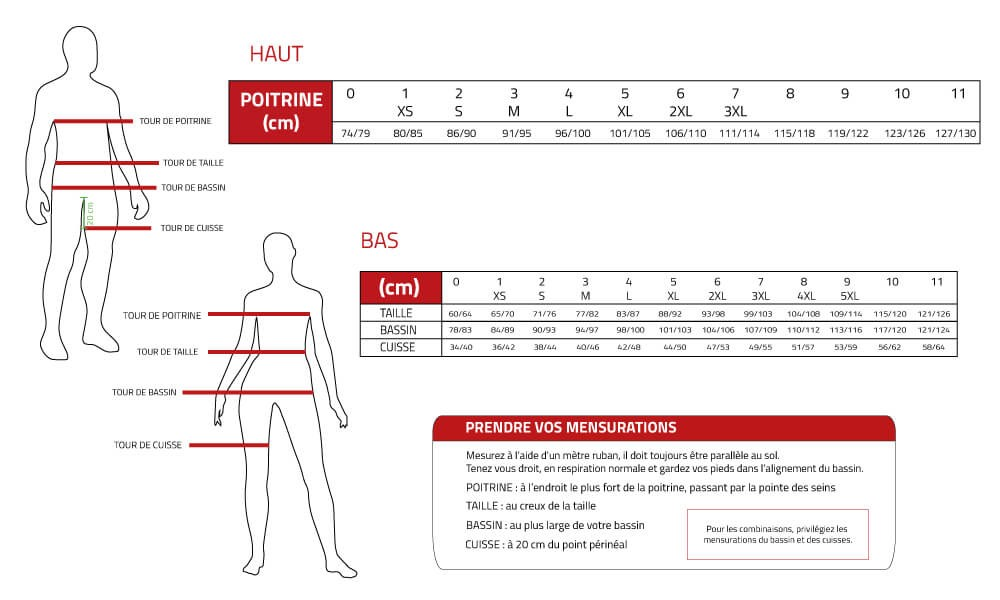 HAUT
POITRINE (cm) 0 1 2 3 4 5 6 7 8 9 10 11
XS S M L XL 2XL 3XL
74/79 80/85 86/90 91/95 96/100 101/105 106/110 111/114 115/118 119/122 123/126 127/130
TOUR DE POITRINE
TOUR DE TAILLE
TOUR DE BASSIN
20 cm
TOUR DE CUISSE
BAS
(cm) 0 1 2 3 4 5 6 7 8 9 10 11
XS S M L XL 2XL 3XL 4XL 5XL
TAILLE 60/64 65/70 71/76 77/82 83/87 88/92 93/98 99/103 104/108 109/114 115/120 121/126
BASSIN 78/83 84/89 90/93 94/97 98/100 101/103 104/106 107/109 110/112 113/116 117/120 121/124
CUISSE 34/40 36/42 38/44 40/46 42/48 44/50 47/53 49/55 51/57 53/59 56/62 58/64
TOUR DE POITRINE
TOUR DE TAILLE
TOUR DE BASSIN
TOUR DE CUISSE
PRENDRE VOS MENSURATIONS
Mesurez à l'aide d'un mètre ruban, il doit toujours être parallèle au sol.
Tenez vous droit, en respiration normale et gardez vos pieds dans l'alignement du bassin.
POITRINE : à l'endroit le plus fort de la poitrine, passant par la pointe des seins
TAILLE : au creux de la taille
BASSIN : au plus large de votre bassin
CUISSE : à 20 cm du point périnéal
Pour les combinaisons, privilégiez les
mensurations du bassin et des cuisses.